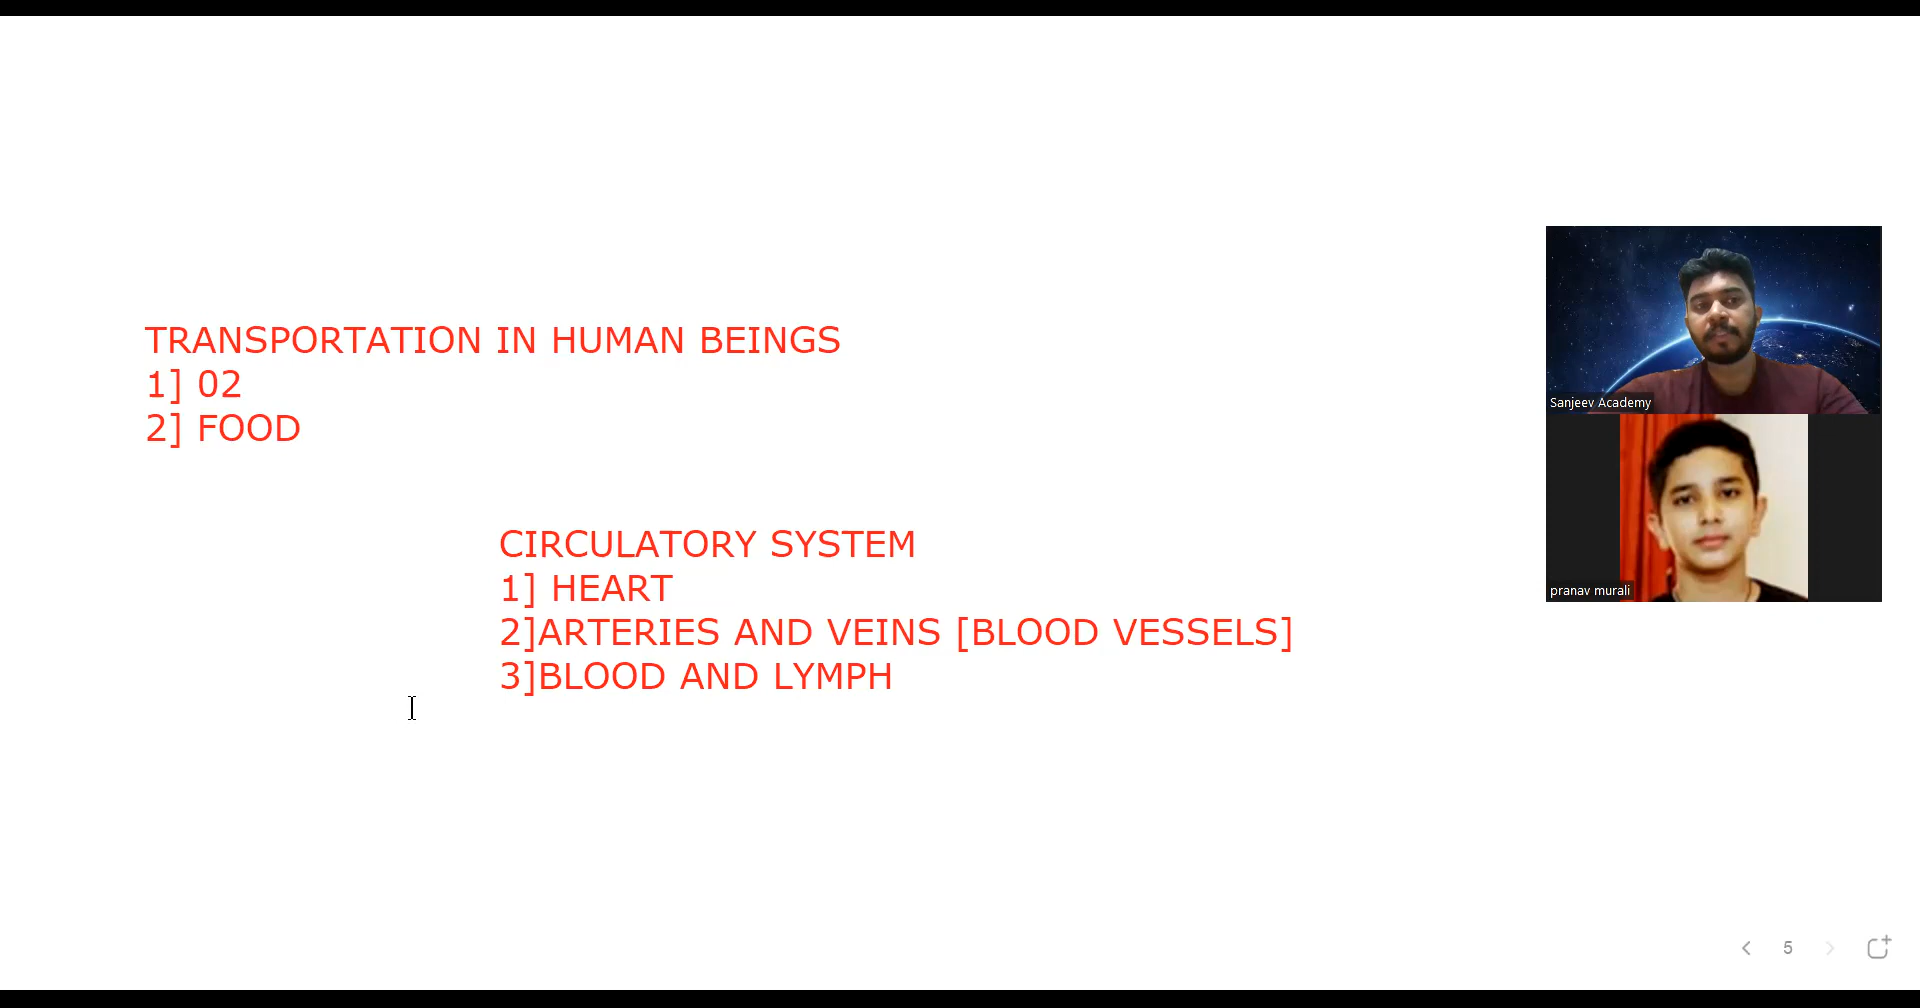 TRANSPORTATION IN HUMAN BEINGS
1] 02
2] FOOD
CIRCULATORY SYSTEM
1] HEART
2]ARTERIES AND VEINS [BLOOD VESSELS]
3]BLOOD AND LYMPH
Sanjeev Academy
pranav murali
5